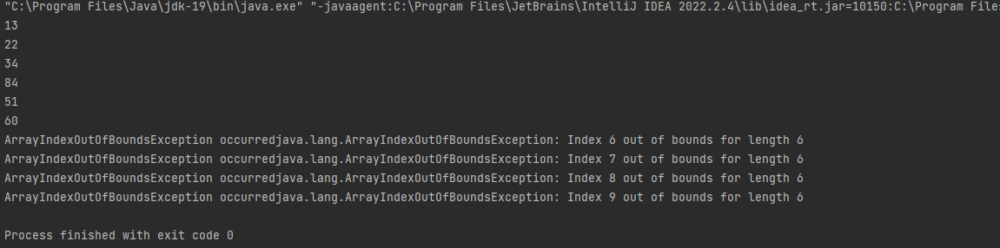 "C:\Program Files\Java\jdk-19\bin\java.exe" "-javaagent:C:\Program Files\JetBrains\IntelliJ IDEA 2022.2.4\lib\idea_rt.jar=10150:C:\Program Files
13
22
34
84
51
60
ArrayIndexOutOfBoundsException occurredjava.lang.ArrayIndexOutOfBoundsException: Index 6 out of bounds for length 6
ArrayIndexOutOfBoundsException occurredjava.lang.ArrayIndexOutOfBoundsException: Index 7 out of bounds for length 6
ArrayIndexOutOfBoundsException occurredjava.lang.ArrayIndexOutOfBoundsException: Index 8 out of bounds for length 6
ArrayIndexOutOfBoundsException occurredjava.lang.ArrayIndexOutOfBoundsException: Index 9 out of bounds for length 6
Process finished with exit code 0